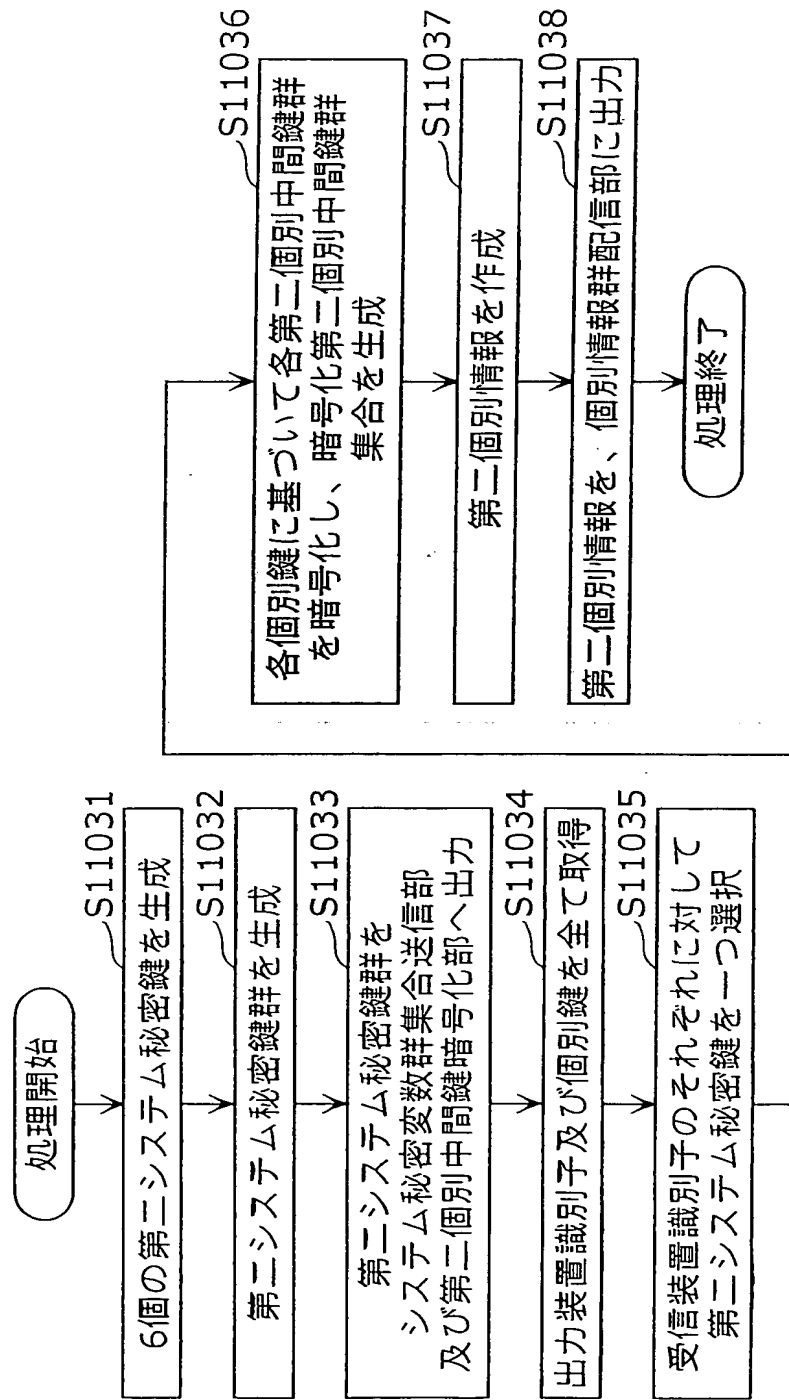 処理開始
S11031
6個の第二システム秘密鍵を生成
S11032
第二システム秘密鍵群を生成
S11033
第二システム秘密鍵群を
システム秘密変数群集合送信部
及び第二個別中間鍵暗号化部へ出力
S11034
出力装置識別子及び個別鍵を全て取得
S11035
受信装置識別子のそれぞれに対して
第二システム秘密鍵を一つ選択
S11036
各個別鍵に基づいて各第二個別中間鍵群
を暗号化し、暗号化第二個別中間鍵群
集合を生成
S11037
第二個別情報を作成
S11038
第二個別情報を、個別情報群配信部に出力
処理終了